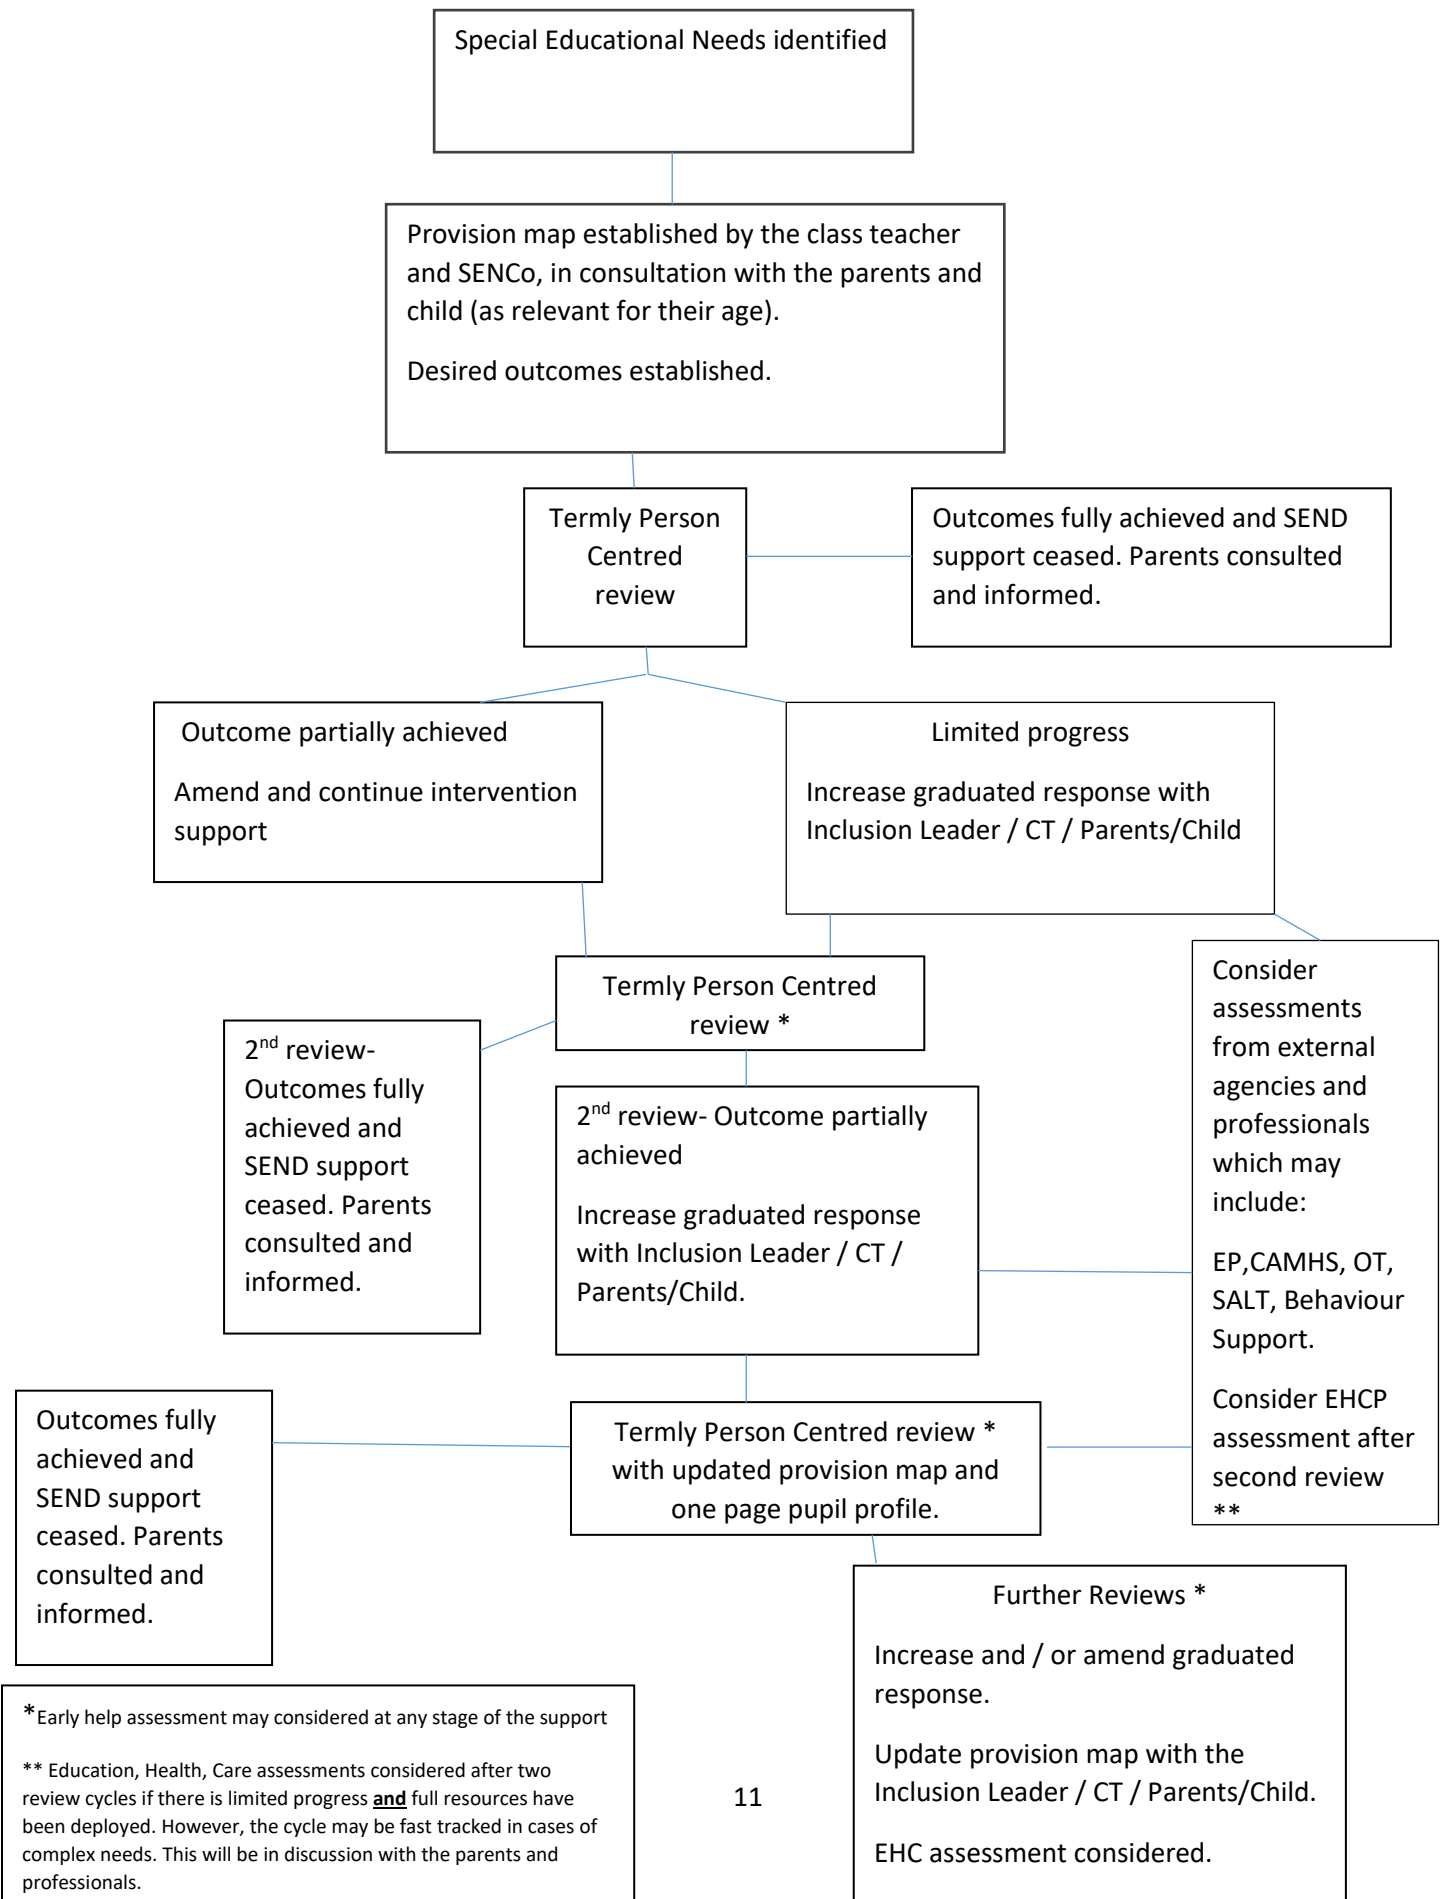 Special Educational Needs identified
Provision map established by the class teacher
and SENCo, in consultation with the parents and
child (as relevant for their age).
Desired outcomes established.
Termly Person
Centred
review
Outcomes fully achieved and SEND
support ceased. Parents consulted
and informed.
Outcome partially achieved
Amend and continue intervention
support
Limited progress
Increase graduated response with
Inclusion Leader / CT / Parents/Child
Termly Person Centred
review *
2nd review-
Outcomes fully
achieved and
SEND support
ceased. Parents
consulted and
informed.
2nd review- Outcome partially
achieved
Increase graduated response
with Inclusion Leader / CT /
Parents/Child.
Consider
assessments
from external
agencies and
professionals
which may
include:
EP,CAMHS, OT,
SALT, Behaviour
Support.
Consider EHCP
assessment after
second review
**
Outcomes fully
achieved and
SEND support
ceased. Parents
consulted and
informed.
Termly Person Centred review *
with updated provision map and
one page pupil profile.
Further Reviews *
Increase and / or amend graduated
response.
Update provision map with the
Inclusion Leader / CT / Parents/Child.
EHC assessment considered.
*Early help assessment may considered at any stage of the support
** Education, Health, Care assessments considered after two
review cycles if there is limited progress and full resources have
been deployed. However, the cycle may be fast tracked in cases of
complex needs. This will be in discussion with the parents and
professionals.
11